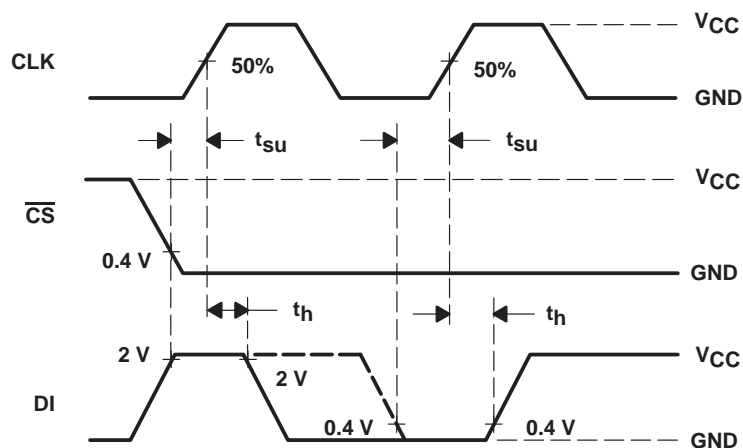 VCC
CLK
50%
50%
GND
tsu
tsu
VCC
CS
0.4 V
GND
th
th
2 V
VCC
2 V
DI
0.4 V
0.4 V
GND